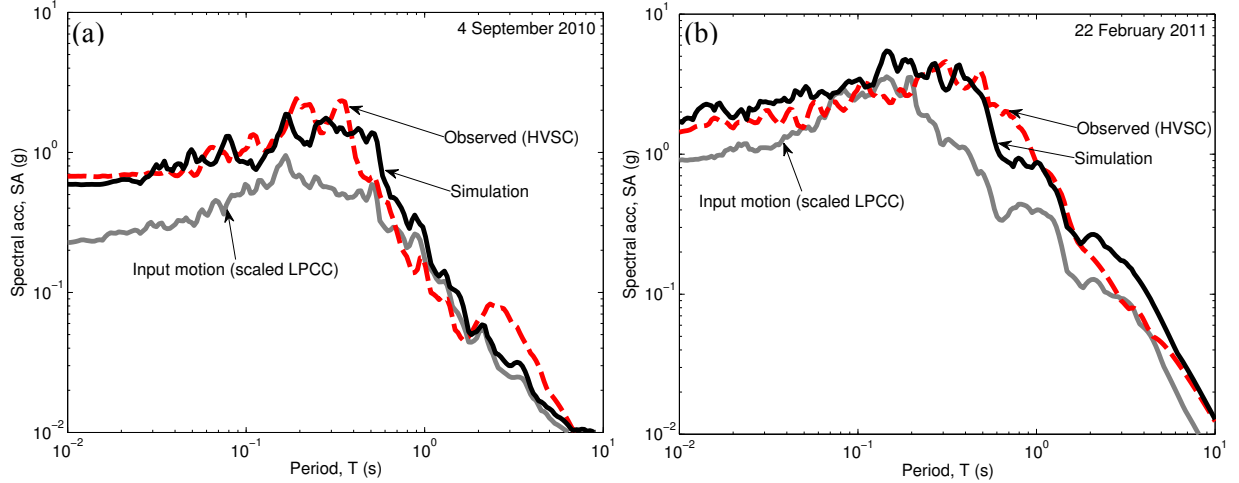 (a)
4 September 2010
Spectral acc, SA (g)
10^1
10^0
10^-1
10^-2
Observed (HVSC)
Simulation
Input motion (scaled LPCC)
10^-2
10^-1
10^0
10^1
Period, T (s)
(b)
22 February 2011
Spectral acc, SA (g)
10^1
10^0
10^-1
10^-2
Observed (HVSC)
Simulation
Input motion (scaled LPCC)
10^-2
10^-1
10^0
10^1
Period, T (s)